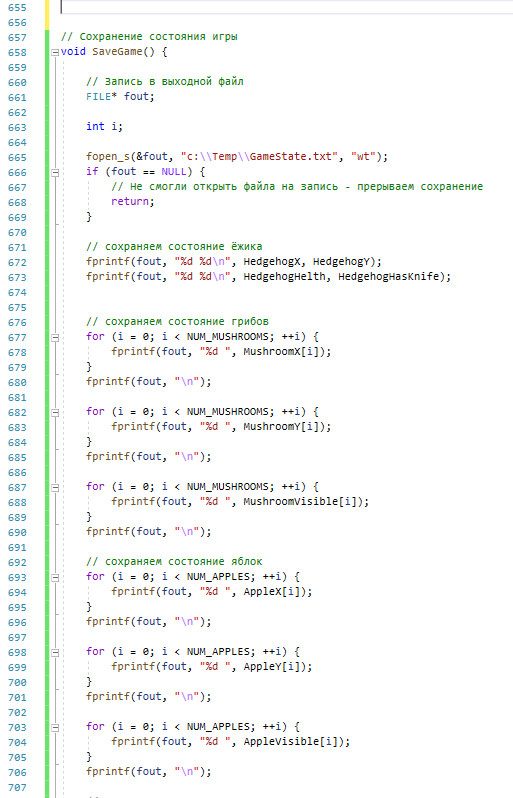 655
656
657 // Сохранение состояния игры
658 void SaveGame() {
659
660 // Запись в выходной файл
661 FILE* fout;
662
663 int i;
664
665 fopen_s(&fout, "c:\\Temp\\GameState.txt", "wt");
666 if (fout == NULL) {
667 // Не смогли открыть файла на запись - прерываем сохранение
668 return;
669 }
670
671 // сохраняем состояние ёжика
672 fprintf(fout, "%d %d\n", HedgehogX, HedgehogY);
673 fprintf(fout, "%d %d\n", HedgehogHelth, HedgehogHasKnife);
674
675
676 // сохраняем состояние грибов
677 for (i = 0; i < NUM_MUSHROOMS; ++i) {
678 fprintf(fout, "%d ", MushroomX[i]);
679 }
680 fprintf(fout, "\n");
681
682 for (i = 0; i < NUM_MUSHROOMS; ++i) {
683 fprintf(fout, "%d ", MushroomY[i]);
684 }
685 fprintf(fout, "\n");
686
687 for (i = 0; i < NUM_MUSHROOMS; ++i) {
688 fprintf(fout, "%d ", MushroomVisible[i]);
689 }
690 fprintf(fout, "\n");
691
692 // сохраняем состояние яблок
693 for (i = 0; i < NUM_APPLES; ++i) {
694 fprintf(fout, "%d ", AppleX[i]);
695 }
696 fprintf(fout, "\n");
697
698 for (i = 0; i < NUM_APPLES; ++i) {
699 fprintf(fout, "%d ", AppleY[i]);
700 }
701 fprintf(fout, "\n");
702
703 for (i = 0; i < NUM_APPLES; ++i) {
704 fprintf(fout, "%d ", AppleVisible[i]);
705 }
706 fprintf(fout, "\n");
707